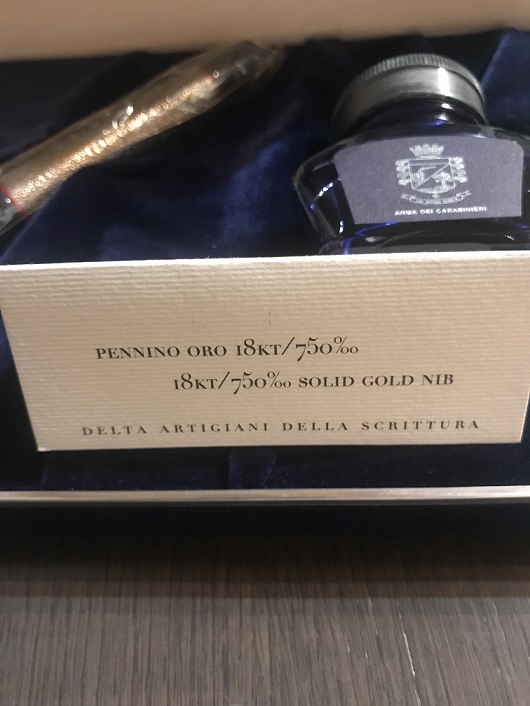 ARMA DEI CARABINIERI
PENNINO ORO 18KT/750‰
18KT/750‰ SOLID GOLD NIB
DELTA ARTIGIANI DELLA SCRITTURA